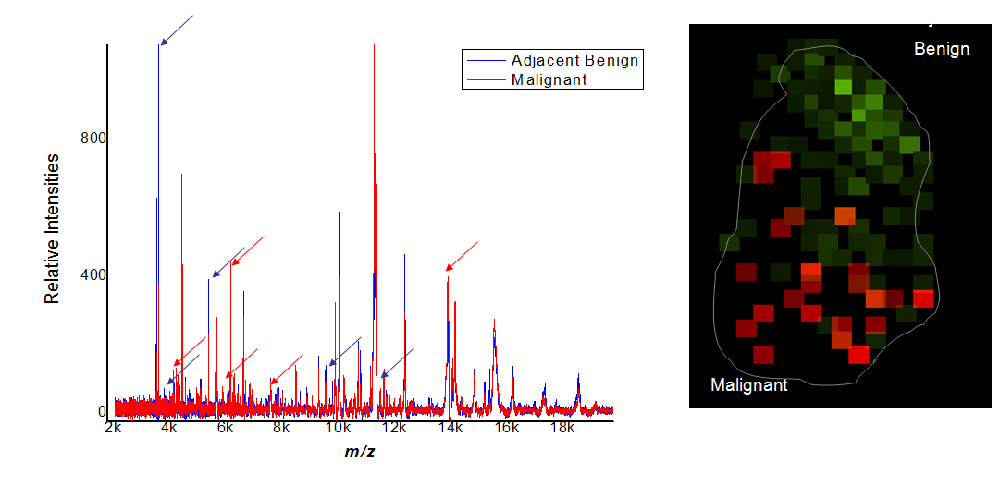 Adjacent Benign
Malignant
800
400
0
Relative Intensities
2K
4K
6K
8K
10K
12K
14K
16K
18K
m/z
Benign
Malignant